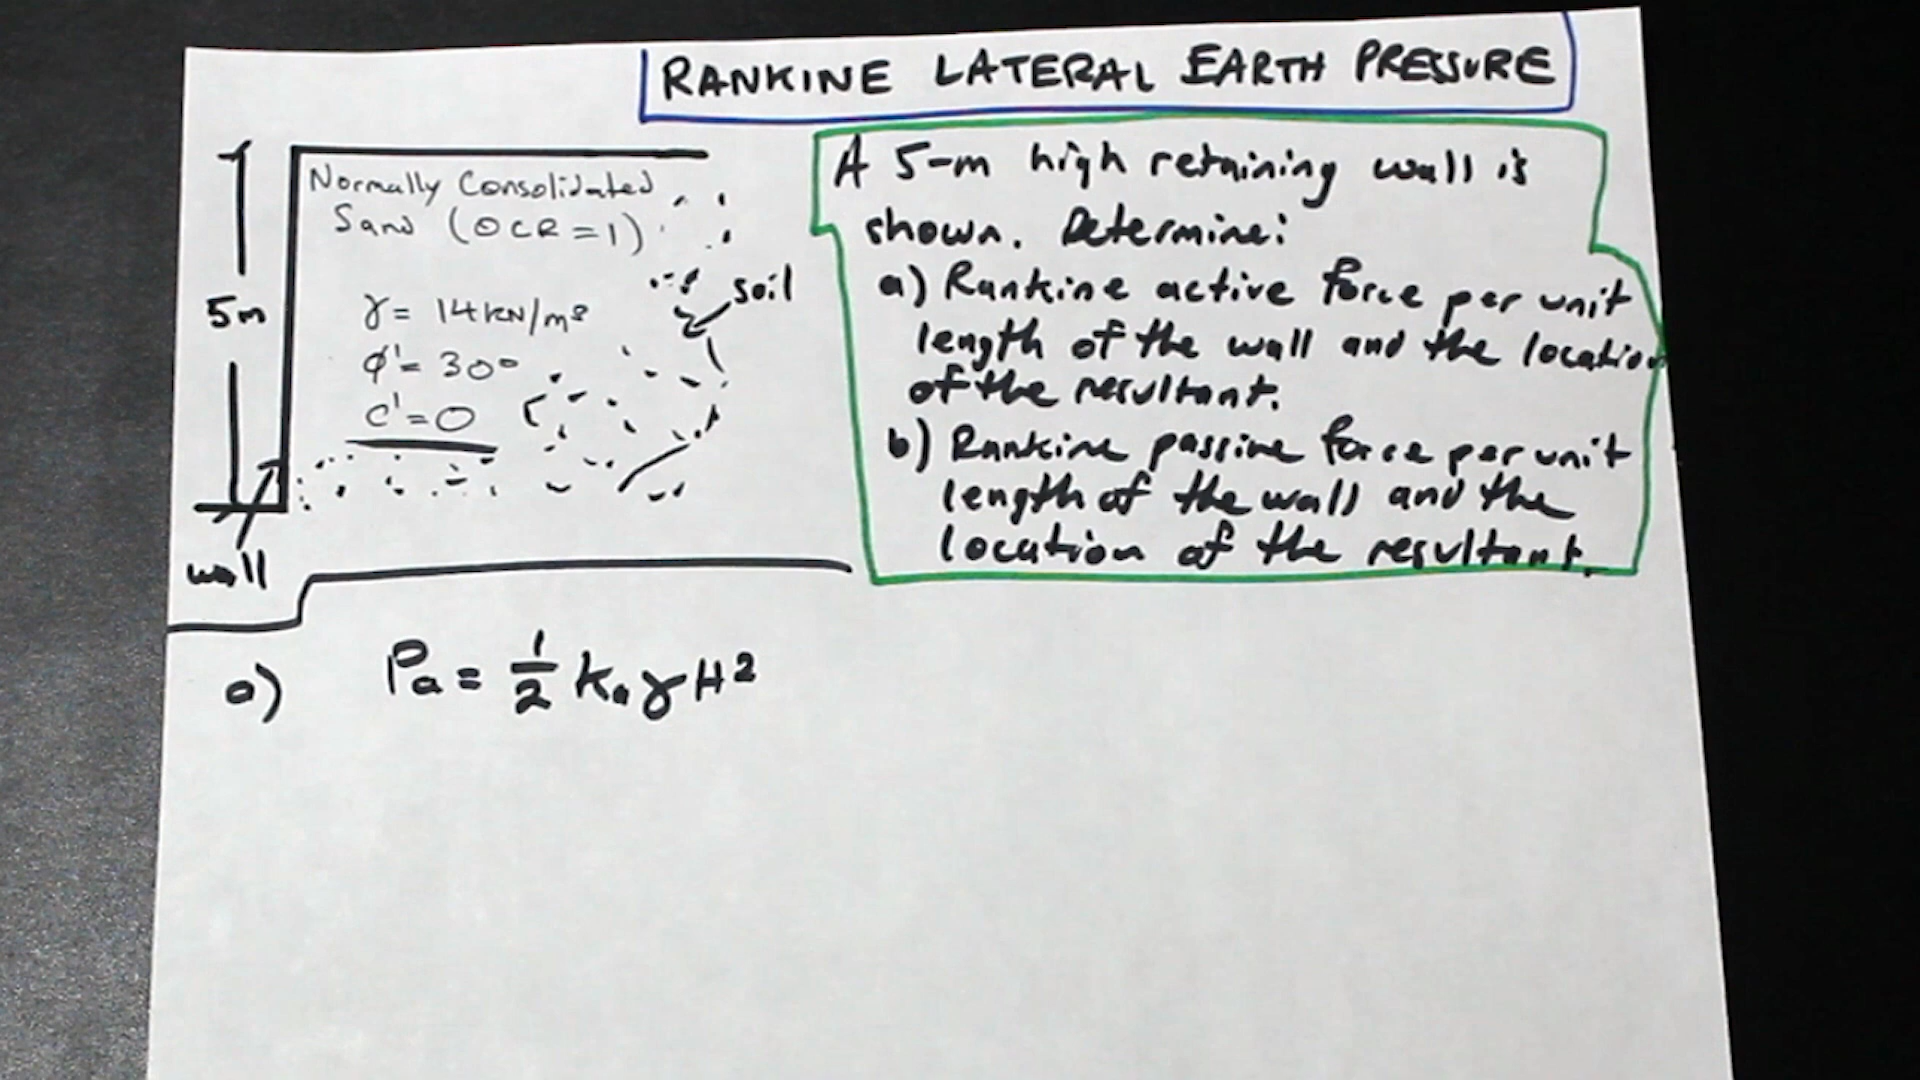 RANKINE LATERAL EARTH PRESSURE
Normally Consolidated
Sand (OCR=1)
soil
5m
γ= 14kN/m³
ϕ'= 30°
c'=0
wall
A 5-m high retaining wall is
shown. Determine:
a) Rankine active force per unit
length of the wall and the location
of the resultant.
b) Rankine passive force per unit
length of the wall and the
location of the resultant.
a) Pa = 1/2 Ka γ H²